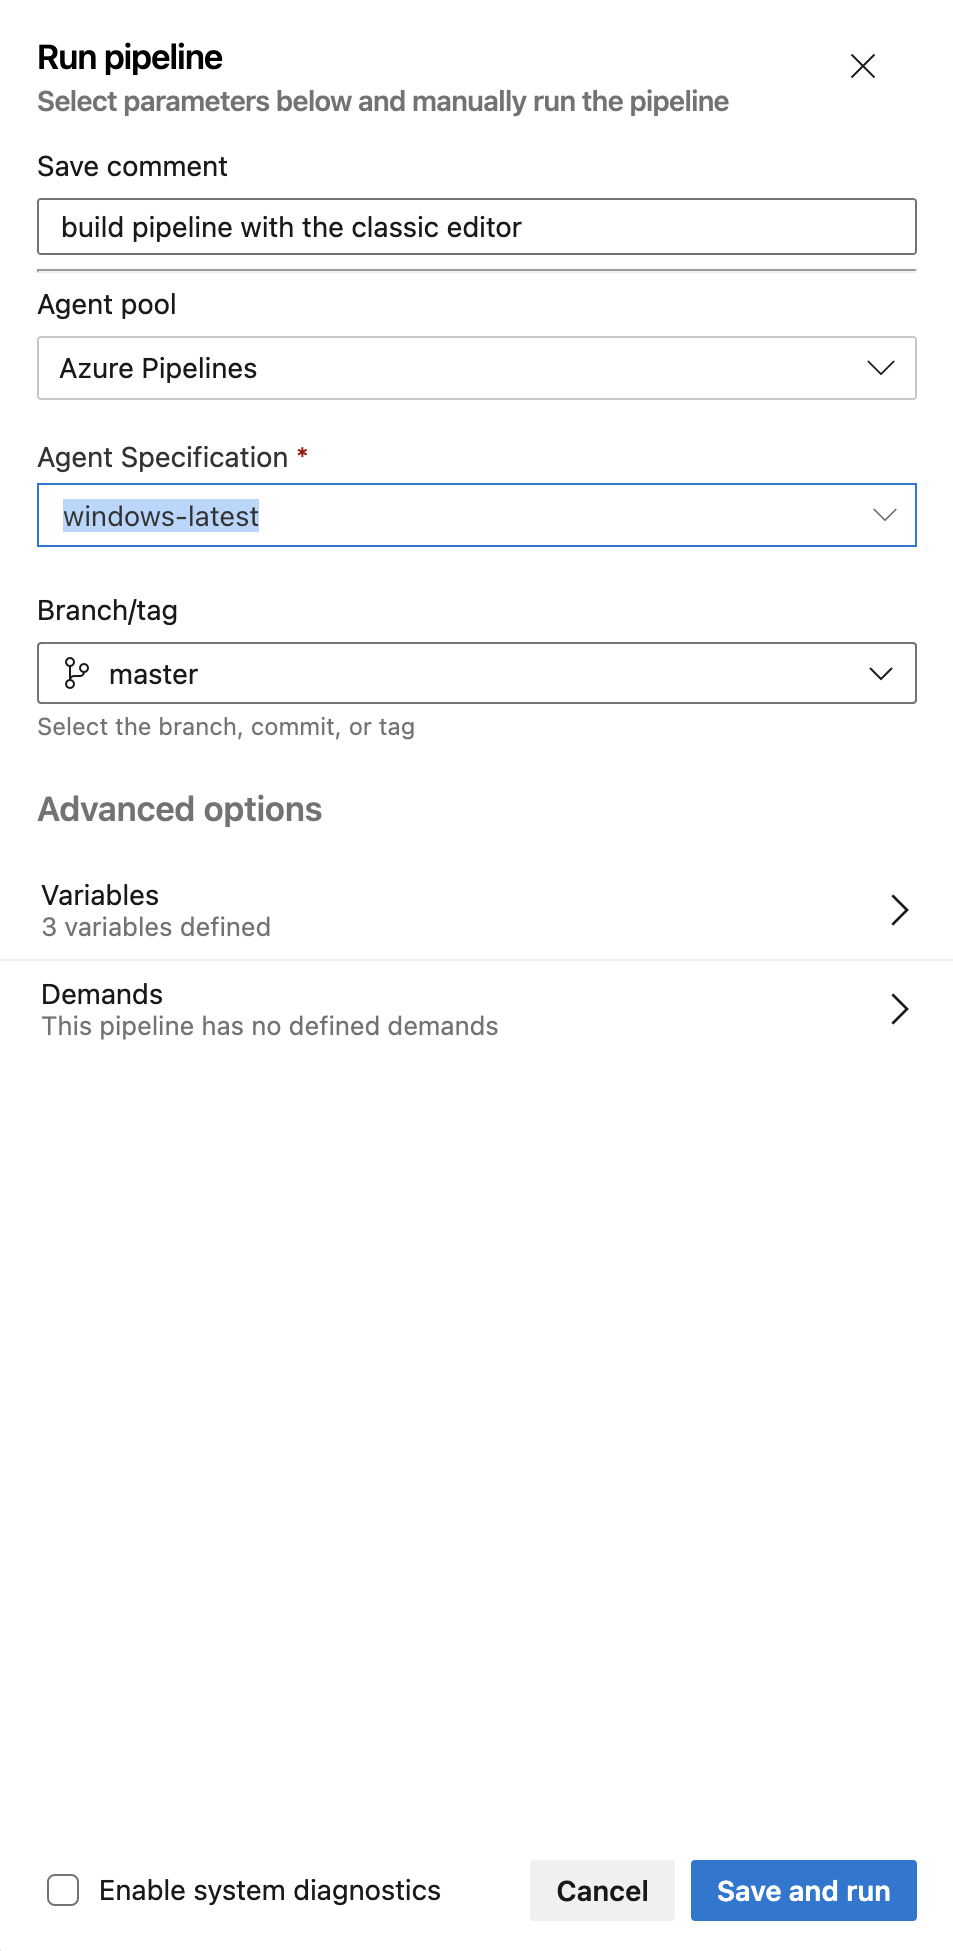 Run pipeline
Select parameters below and manually run the pipeline
Save comment
build pipeline with the classic editor
Agent pool
Azure Pipelines
Agent Specification *
windows-latest
Branch/tag
master
Select the branch, commit, or tag
Advanced options
Variables
3 variables defined
Demands
This pipeline has no defined demands
Enable system diagnostics
Cancel
Save and run